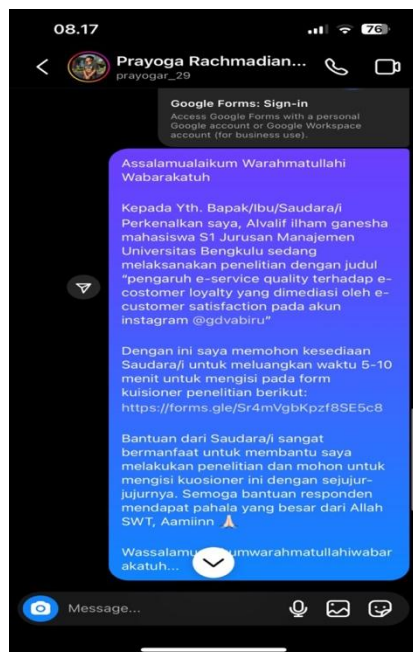 08.17
76
Prayoga Rachmadian...
prayogar_29
Google Forms: Sign-in
Access Google Forms with a personal
Google account or Google Workspace
account (for business use).
Assalamualaikum Warahmatullahi
Wabarakatuh
Kepada Yth. Bapak/Ibu/Saudara/i
Perkenalkan saya, Alvalif ilham ganesha
mahasiswa S1 Jurusan Manajemen
Universitas Bengkulu sedang
melaksanakan penelitian dengan judul
"pengaruh e-service quality terhadap e-
costomer loyalty yang dimediasi oleh e-
customer satisfaction pada akun
instagram @gdvabiru"
Dengan ini saya memohon kesediaan
Saudara/i untuk meluangkan waktu 5-10
menit untuk mengisi pada form
kuisioner penelitian berikut:
https://forms.gle/Sr4mVgbKpzf8SE5c8
Bantuan dari Saudara/i sangat
bermanfaat untuk membantu saya
melakukan penelitian dan mohon untuk
mengisi kuosioner ini dengan sejujur-
jujurnya. Semoga bantuan responden
mendapat pahala yang besar dari Allah
SWT, Aamiinn 🙏
Wassalamu umwarahmatullahiwabar
akatuh...
Message...